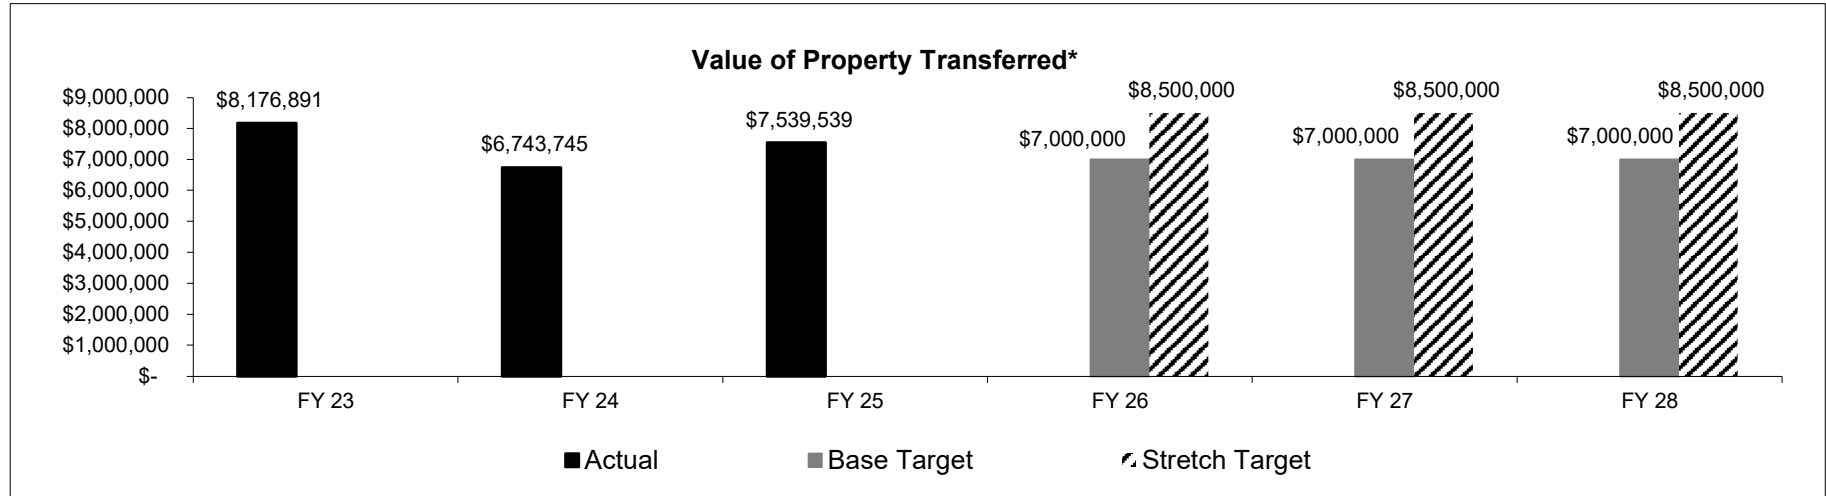 Value of Property Transferred*
$9,000,000
$8,000,000
$7,000,000
$6,000,000
$5,000,000
$4,000,000
$3,000,000
$2,000,000
$1,000,000
$-
$8,176,891
$6,743,745
$7,539,539
$7,000,000
$8,500,000
$7,000,000
$8,500,000
$7,000,000
$8,500,000
FY 23
FY 24
FY 25
FY 26
FY 27
FY 28
Actual
Base Target
Stretch Target